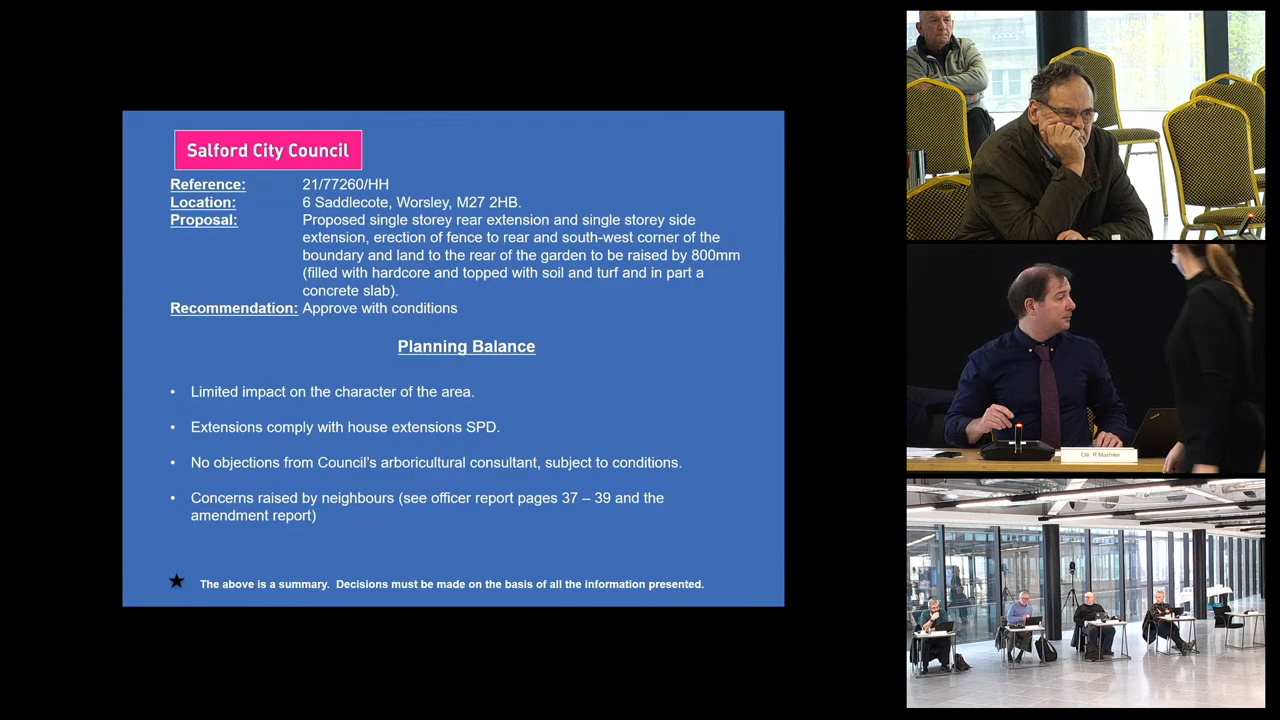 Salford City Council
Reference: 21/77260/HH
Location: 6 Saddlecote, Worsley, M27 2HB.
Proposal: Proposed single storey rear extension and single storey side
extension, erection of fence to rear and south-west corner of the
boundary and land to the rear of the garden to be raised by 800mm
(filled with hardcore and topped with soil and turf and in part a
concrete slab).
Recommendation: Approve with conditions
Planning Balance
• Limited impact on the character of the area.
• Extensions comply with house extensions SPD.
• No objections from Council's arboricultural consultant, subject to conditions.
• Concerns raised by neighbours (see officer report pages 37 – 39 and the
amendment report)
★ The above is a summary. Decisions must be made on the basis of all the information presented.
Cllr R Mashiter